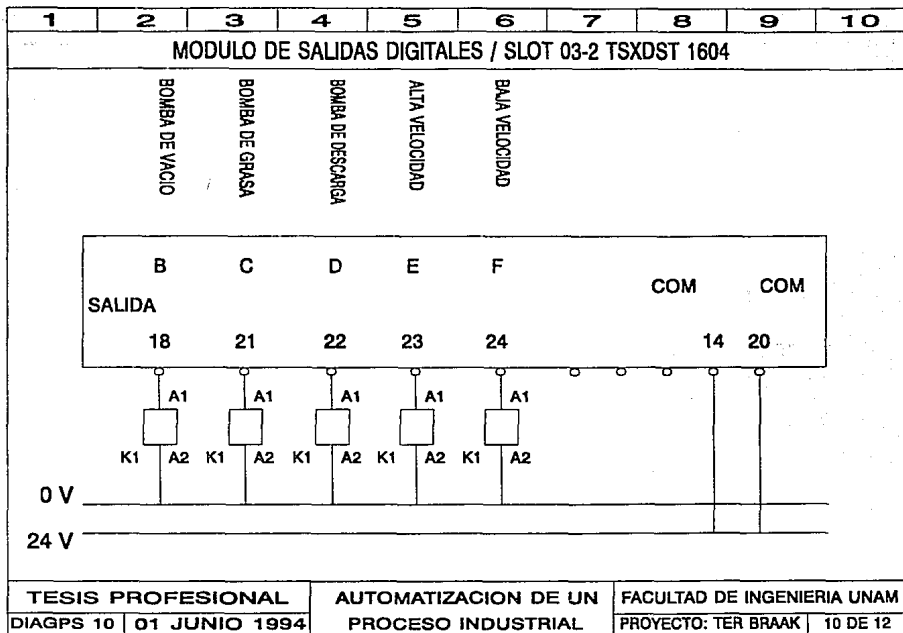 1 2 3 4 5 6 7 8 9 10
MODULO DE SALIDAS DIGITALES / SLOT 03-2 TSXDST 1604
BOMBA DE VACIO
BOMBA DE GRASA
BOMBA DE DESCARGA
ALTA VELOCIDAD
BAJA VELOCIDAD
B C D E F
COM COM
SALIDA
18 21 22 23 24 14 20
A1 A1 A1 A1 A1
K1 A2 K1 A2 K1 A2 K1 A2 K1 A2
0 V
24 V
TESIS PROFESIONAL
DIAGPS 10 01 JUNIO 1994
AUTOMATIZACION DE UN
PROCESO INDUSTRIAL
FACULTAD DE INGENIERIA UNAM
PROYECTO: TER BRAAK 10 DE 12